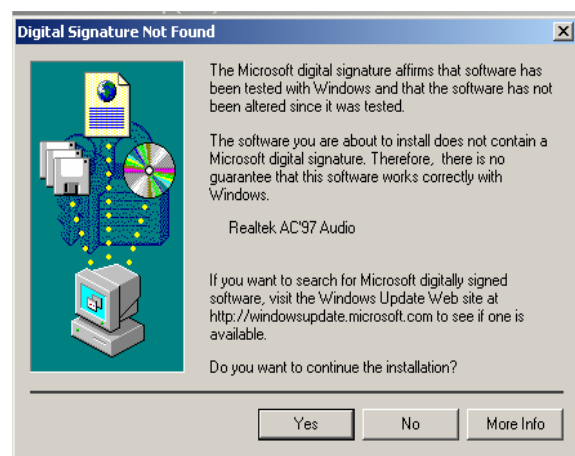 Digital Signature Not Found
The Microsoft digital signature affirms that software has
been tested with Windows and that the software has not
been altered since it was tested.
The software you are about to install does not contain a
Microsoft digital signature. Therefore, there is no
guarantee that this software works correctly with
Windows.
Realtek AC'97 Audio
If you want to search for Microsoft digitally signed
software, visit the Windows Update Web site at
http://windowsupdate.microsoft.com to see if one is
available.
Do you want to continue the installation?
Yes No More Info